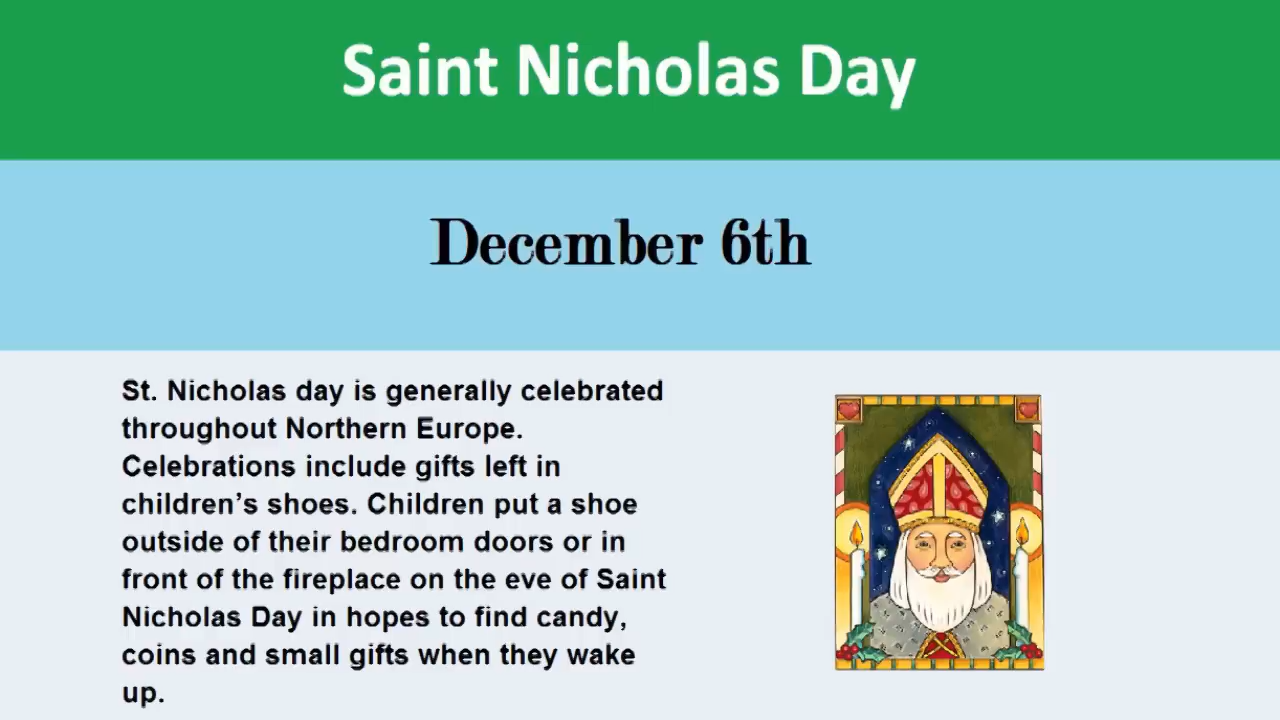 Saint Nicholas Day
December 6th
St. Nicholas day is generally celebrated
throughout Northern Europe.
Celebrations include gifts left in
children’s shoes. Children put a shoe
outside of their bedroom doors or in
front of the fireplace on the eve of Saint
Nicholas Day in hopes to find candy,
coins and small gifts when they wake
up.